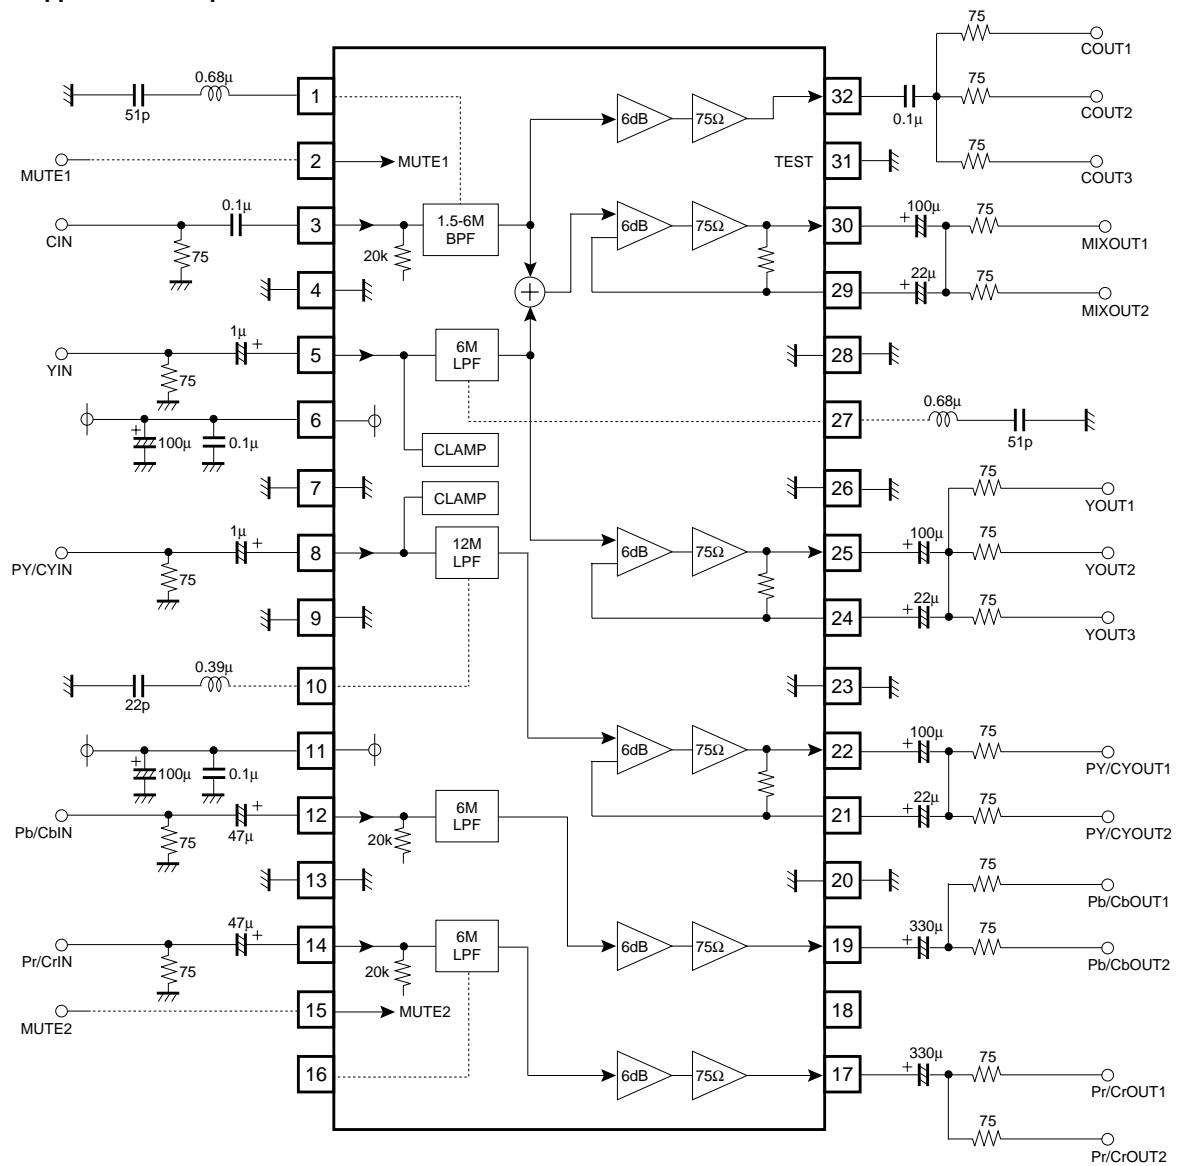 75
COUT1
0.68μ
1
6dB
75Ω
32
75
51p
0.1μ
COUT2
MUTE1
2
MUTE1
TEST
31
75
COUT3
0.1μ
CIN
3
1.5-6M
BPF
6dB
75Ω
30
100μ
75
MIXOUT1
75
20k
4
29
22μ
75
MIXOUT2
1μ
YIN
5
6M
LPF
28
75
6
0.68μ
27
51p
100μ
0.1μ
CLAMP
7
CLAMP
26
75
YOUT1
1μ
PY/CYIN
8
12M
LPF
6dB
75Ω
25
100μ
75
YOUT2
75
9
24
22μ
75
YOUT3
0.39μ
10
23
22p
11
6dB
75Ω
22
100μ
75
PY/CYOUT1
100μ
0.1μ
Pb/CbIN
12
6M
LPF
21
22μ
75
PY/CYOUT2
75
47μ
20k
13
20
75
Pb/CbOUT1
47μ
Pr/CrIN
14
6M
LPF
6dB
75Ω
19
330μ
75
Pb/CbOUT2
75
20k
MUTE2
15
MUTE2
18
16
6dB
75Ω
17
330μ
75
Pr/CrOUT1
75
Pr/CrOUT2